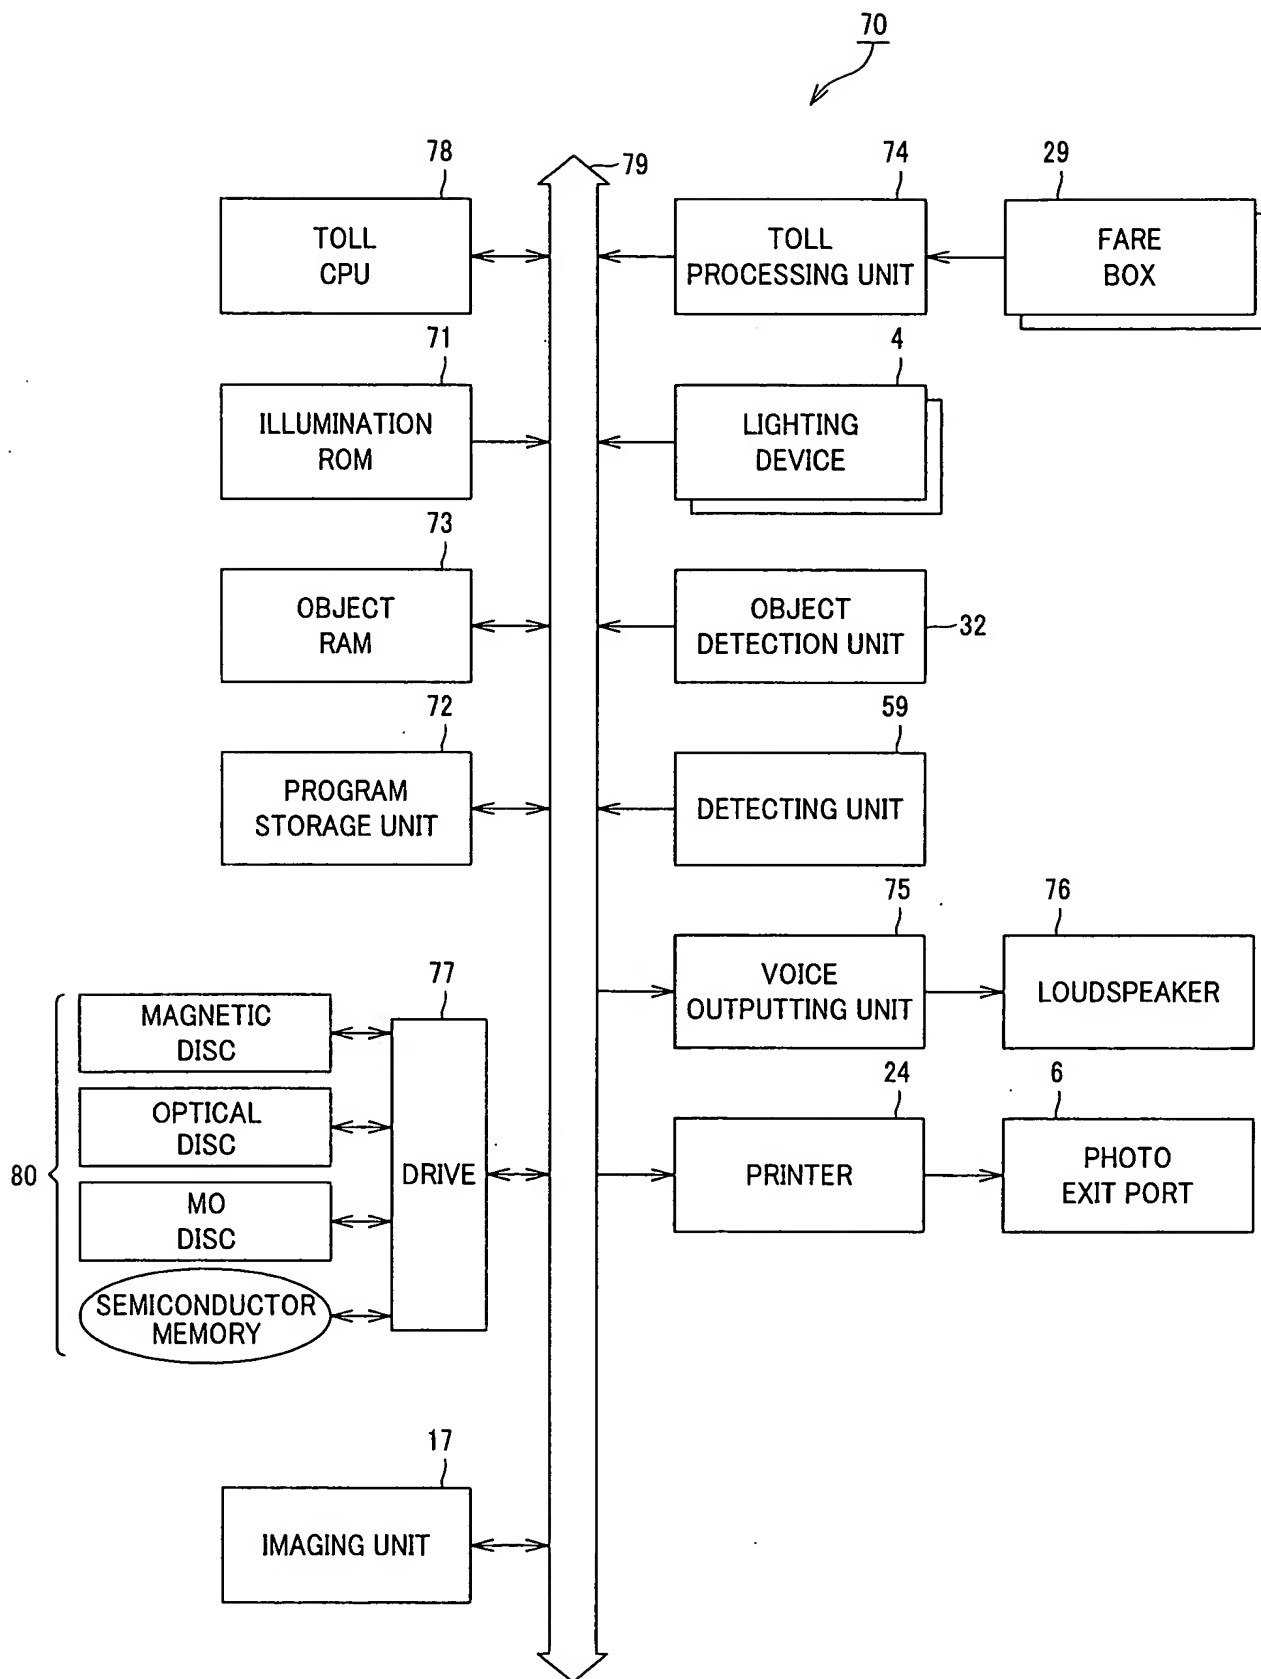 70
78
79
74
29
TOLL
CPU
TOLL
PROCESSING UNIT
FARE
BOX
71
4
ILLUMINATION
ROM
LIGHTING
DEVICE
73
OBJECT
RAM
OBJECT
DETECTION UNIT
32
72
59
PROGRAM
STORAGE UNIT
DETECTING UNIT
75
76
VOICE
OUTPUTTING UNIT
LOUDSPEAKER
77
MAGNETIC
DISC
OPTICAL
DISC
80
MO
DISC
SEMICONDUCTOR
MEMORY
DRIVE
24
6
PRINTER
PHOTO
EXIT PORT
17
IMAGING UNIT